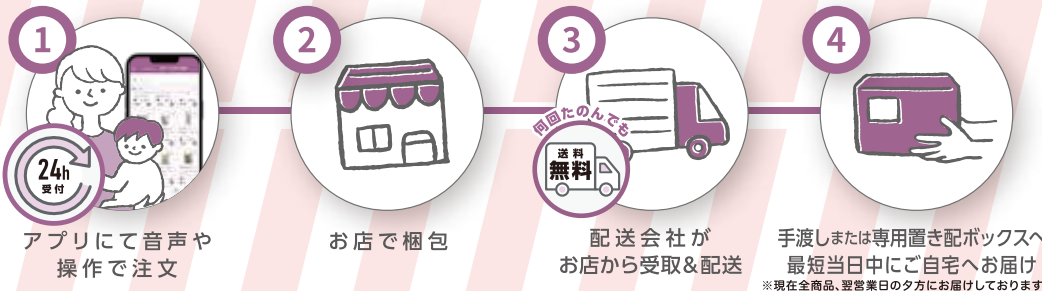 1
24h
受付
アプリにて音声や
操作で注文
2
お店で梱包
3
何回たのんでも
送料
無料
配送会社が
お店から受取&配送
4
手渡しまたは専用置き配ボックスへ
最短当日中にご自宅へお届け
※現在全商品、翌営業日の夕方にお届けしております